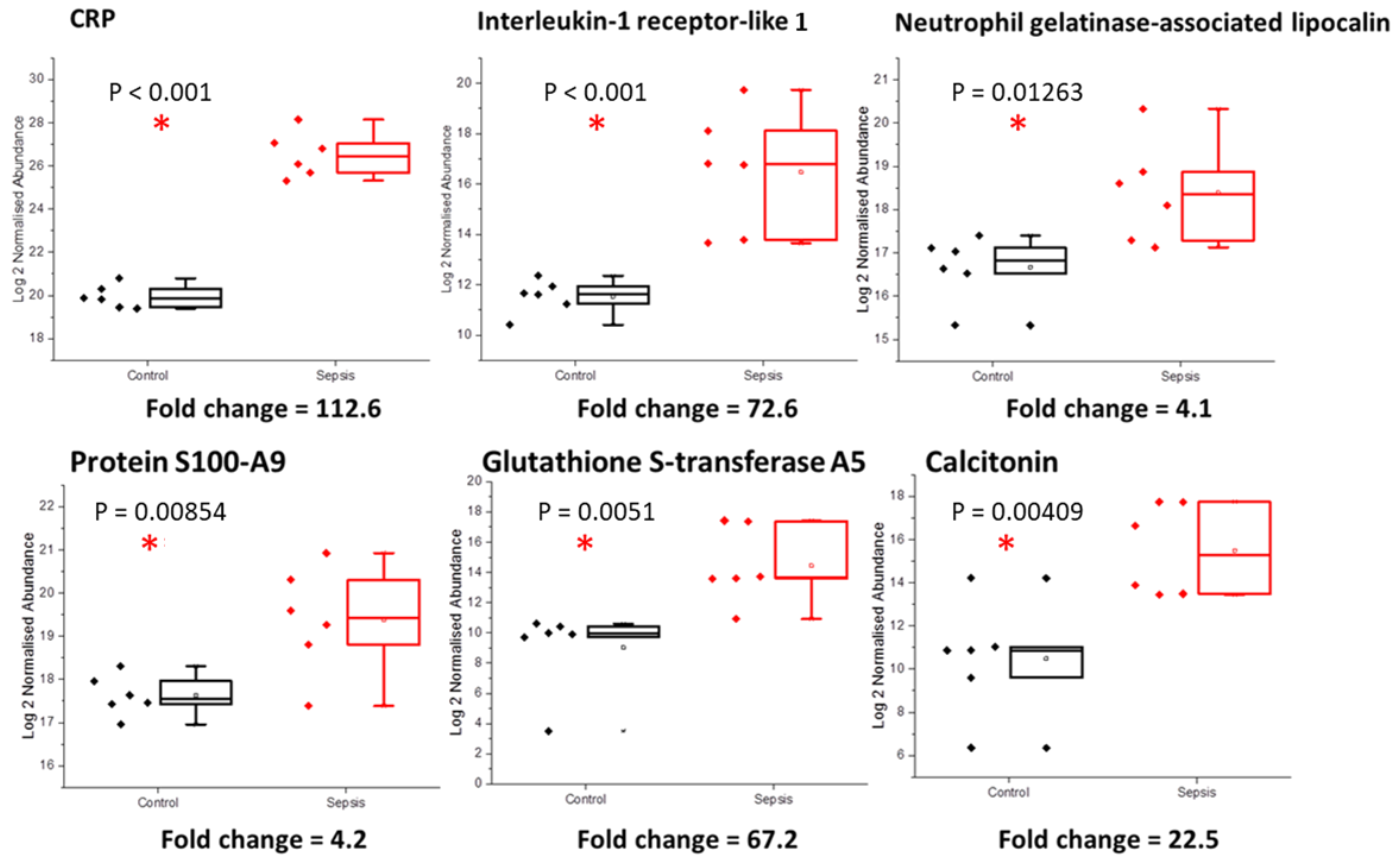 CRP
Interleukin-1 receptor-like 1
Neutrophil gelatinase-associated lipocalin
Log 2 Normalised Abundance
30
28
26
24
22
20
18
P < 0.001
*
Control
Sepsis
Fold change = 112.6
Log 2 Normalised Abundance
20
18
16
14
12
10
P < 0.001
*
Control
Sepsis
Fold change = 72.6
Log 2 Normalised Abundance
21
20
19
18
17
16
15
P = 0.01263
*
Control
Sepsis
Fold change = 4.1
Protein S100-A9
Glutathione S-transferase A5
Calcitonin
Log 2 Normalised Abundance
22
21
20
19
18
17
16
P = 0.00854
*
Control
Sepsis
Fold change = 4.2
Log 2 Normalised Abundance
20
18
16
14
12
10
8
6
4
2
0
P = 0.0051
*
Control
Sepsis
Fold change = 67.2
Log 2 Normalised Abundance
18
16
14
12
10
8
6
P = 0.00409
*
Control
Sepsis
Fold change = 22.5